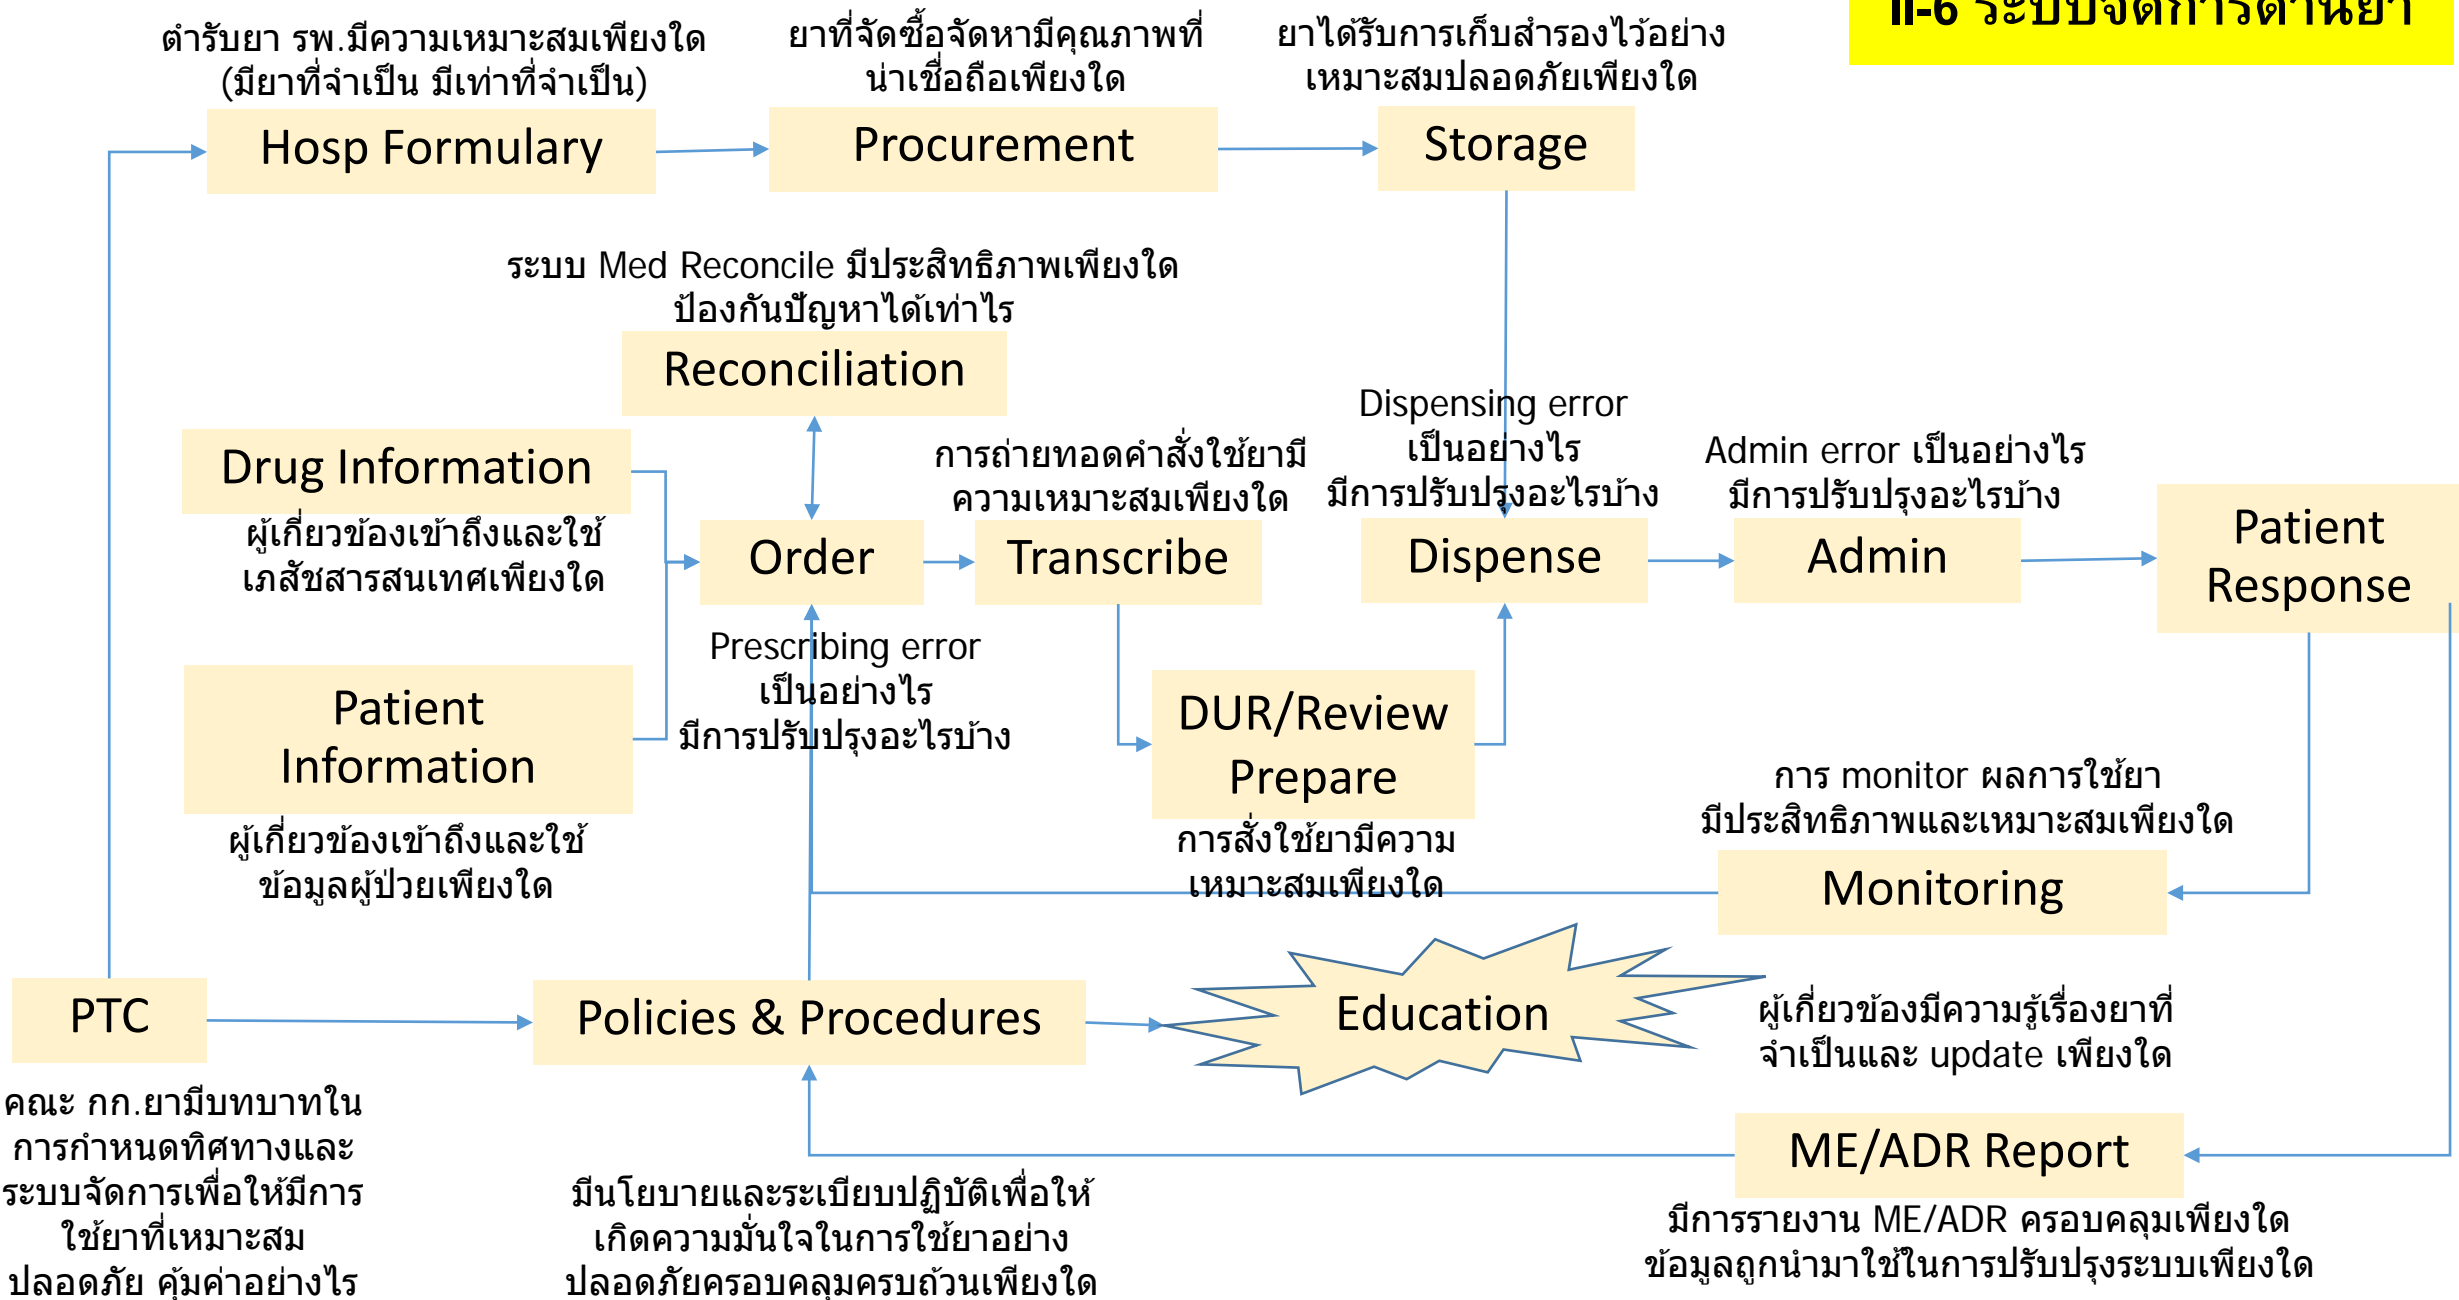 II-6 ระบบจัดการด้านยา
ตำรับยา รพ.มีความเหมาะสมเพียงใด
(มียาที่จำเป็น มีเท่าที่จำเป็น)
Hosp Formulary
ยาที่จัดซื้อจัดหามีคุณภาพที่
น่าเชื่อถือเพียงใด
Procurement
ยาได้รับการเก็บสำรองไว้อย่าง
เหมาะสมปลอดภัยเพียงใด
Storage
ระบบ Med Reconcile มีประสิทธิภาพเพียงใด
ป้องกันปัญหาได้เท่าไร
Reconciliation
Drug Information
ผู้เกี่ยวข้องเข้าถึงและใช้
เภสัชสารสนเทศเพียงใด
Order
Prescribing error
เป็นอย่างไร
มีการปรับปรุงอะไรบ้าง
การถ่ายทอดคำสั่งใช้ยามี
ความเหมาะสมเพียงใด
Transcribe
Dispensing error
เป็นอย่างไร
มีการปรับปรุงอะไรบ้าง
Dispense
Admin error เป็นอย่างไร
มีการปรับปรุงอะไรบ้าง
Admin
Patient
Response
Patient
Information
ผู้เกี่ยวข้องเข้าถึงและใช้
ข้อมูลผู้ป่วยเพียงใด
DUR/Review
Prepare
การสั่งใช้ยามีความ
เหมาะสมเพียงใด
การ monitor ผลการใช้ยา
มีประสิทธิภาพและเหมาะสมเพียงใด
Monitoring
PTC
คณะ กก.ยามีบทบาทใน
การกำหนดทิศทางและ
ระบบจัดการเพื่อให้มีการ
ใช้ยาที่เหมาะสม
ปลอดภัย คุ้มค่าอย่างไร
Policies & Procedures
มีนโยบายและระเบียบปฏิบัติเพื่อให้
เกิดความมั่นใจในการใช้ยาอย่าง
ปลอดภัยครอบคลุมครบถ้วนเพียงใด
Education
ผู้เกี่ยวข้องมีความรู้เรื่องยาที่
จำเป็นและ update เพียงใด
ME/ADR Report
มีการรายงาน ME/ADR ครอบคลุมเพียงใด
ข้อมูลถูกนำมาใช้ในการปรับปรุงระบบเพียงใด